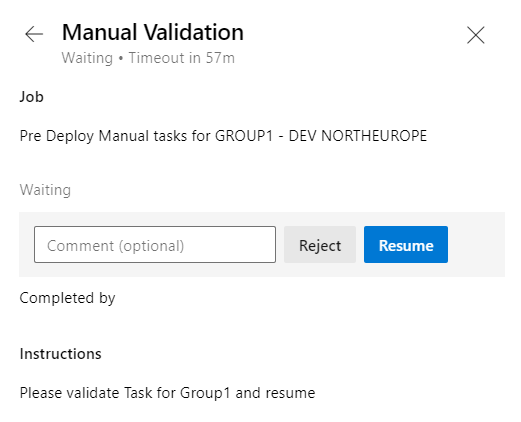 Manual Validation
Waiting • Timeout in 57m
Job
Pre Deploy Manual tasks for GROUP1 - DEV NORTHEUROPE
Waiting
Comment (optional) Reject Resume
Completed by
Instructions
Please validate Task for Group1 and resume